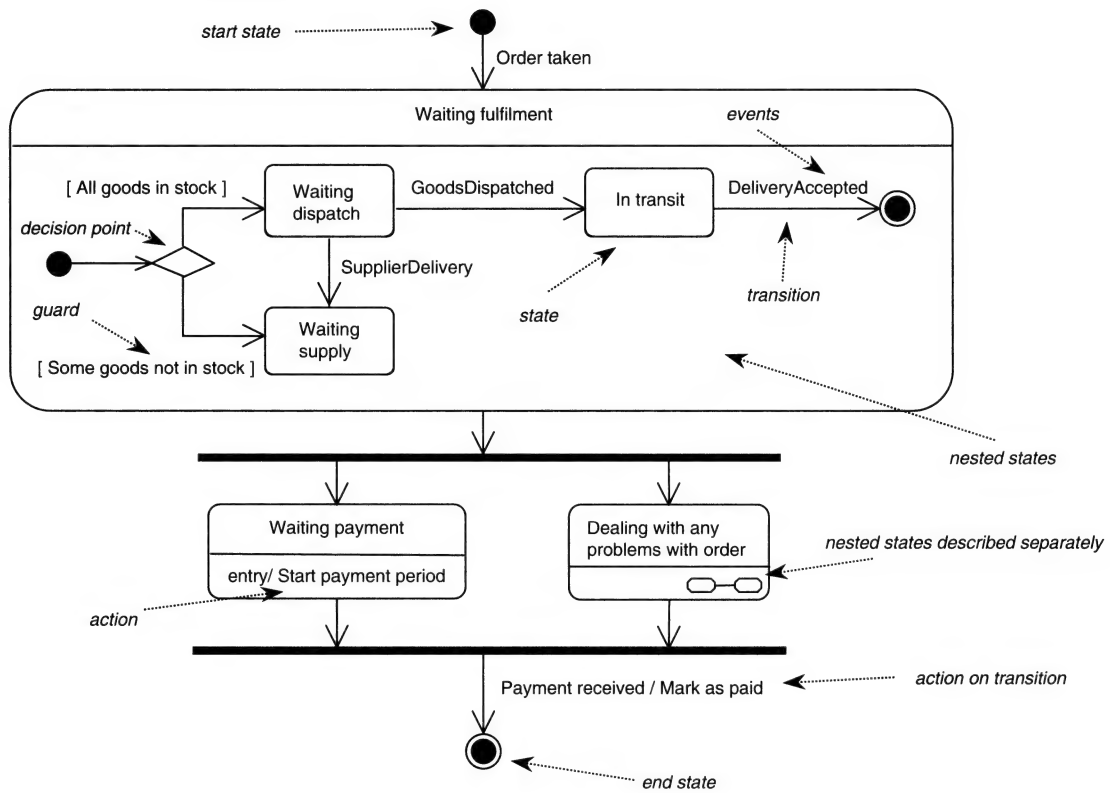 start state
Order taken
Waiting fulfilment
events
[ All goods in stock ]
Waiting
dispatch
GoodsDispatched
In transit
DeliveryAccepted
decision point
SupplierDelivery
guard
state
transition
Waiting
supply
[ Some goods not in stock ]
nested states
Waiting payment
entry/ Start payment period
Dealing with any
problems with order
nested states described separately
action
Payment received / Mark as paid
action on transition
end state